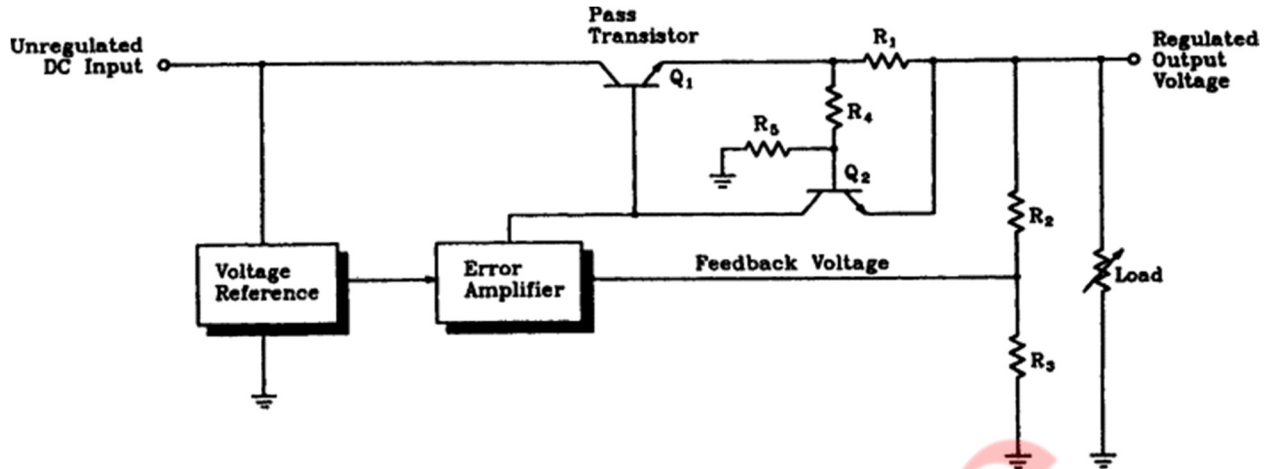 Pass
Transistor
Unregulated
DC Input
Q₁
R₁
Regulated
Output
Voltage
R₄
R₅
Q₂
R₂
Voltage
Reference
Error
Amplifier
Feedback Voltage
Load
R₃